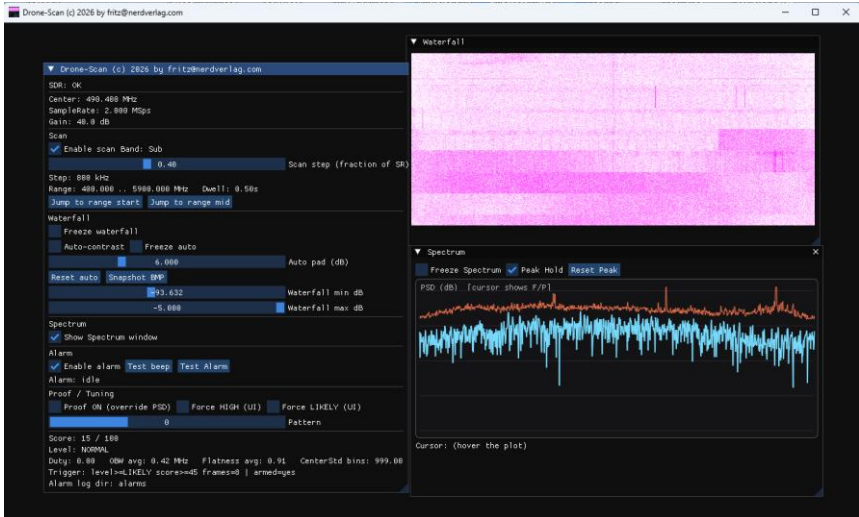 Drone-Scan (c) 2026 by fritz@nerdverlag.com
Drone-Scan (c) 2026 by fritz@nerdverlag.com
SDR: OK
Center: 490.400 MHz
SampleRate: 2.000 MSps
Gain: 40.0 dB
Scan
Enable scan Band: Sub
0.40 Scan step (fraction of SR)
Step: 800 kHz
Range: 400.000 .. 5900.000 MHz Dwell: 0.50s
Jump to range start Jump to range mid
Waterfall
Freeze waterfall
Auto-contrast Freeze auto
6.000 Auto pad (dB)
Reset auto Snapshot BMP
-93.632 Waterfall min dB
-5.000 Waterfall max dB
Spectrum
Show Spectrum window
Alarm
Enable alarm Test beep Test Alarm
Alarm: idle
Proof / Tuning
Proof ON (override PSD) Force HIGH (UI) Force LIKELY (UI)
0 Pattern
Score: 15 / 100
Level: NORMAL
Duty: 0.00 OBW avg: 0.42 MHz Flatness avg: 0.91 CenterStd bins: 999.00
Trigger: level>=LIKELY score>=45 frames=8 | armed=yes
Alarm log dir: alarms
Waterfall
Spectrum
Freeze Spectrum Peak Hold Reset Peak
PSD (dB) [cursor shows F/P]
Cursor: (hover the plot)